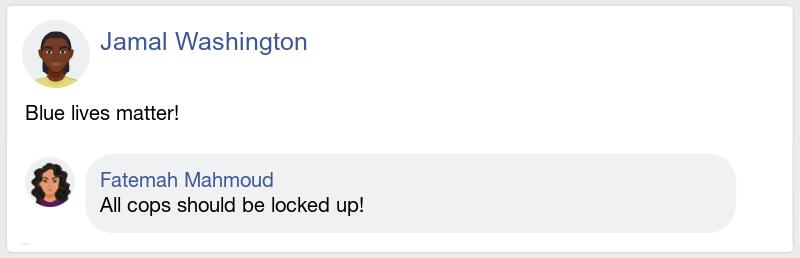 Jamal Washington
Blue lives matter!
Fatemah Mahmoud
All cops should be locked up!